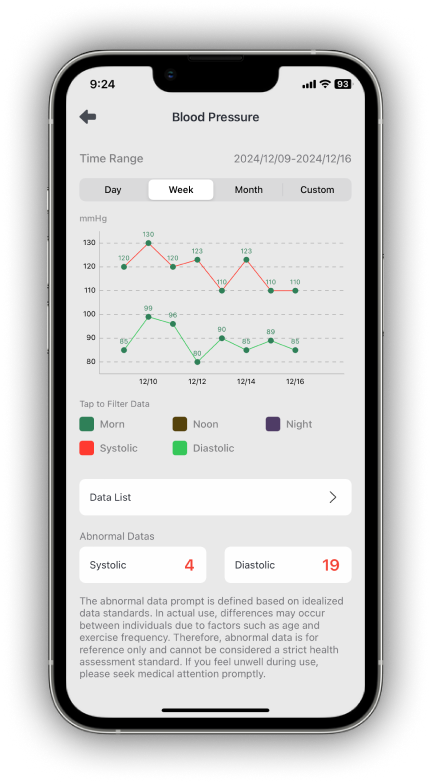 9:24
93
Blood Pressure
Time Range 2024/12/09-2024/12/16
Day Week Month Custom
mmHg
130 120 110 100 90 80
120 130 120 123 110 123 110 110
85 99 96 80 90 85 89 85
12/10 12/12 12/14 12/16
Tap to Filter Data
Morn Noon Night
Systolic Diastolic
Data List
Abnormal Datas
Systolic 4 Diastolic 19
The abnormal data prompt is defined based on idealized
data standards. In actual use, differences may occur
between individuals due to factors such as age and
exercise frequency. Therefore, abnormal data is for
reference only and cannot be considered a strict health
assessment standard. If you feel unwell during use,
please seek medical attention promptly.